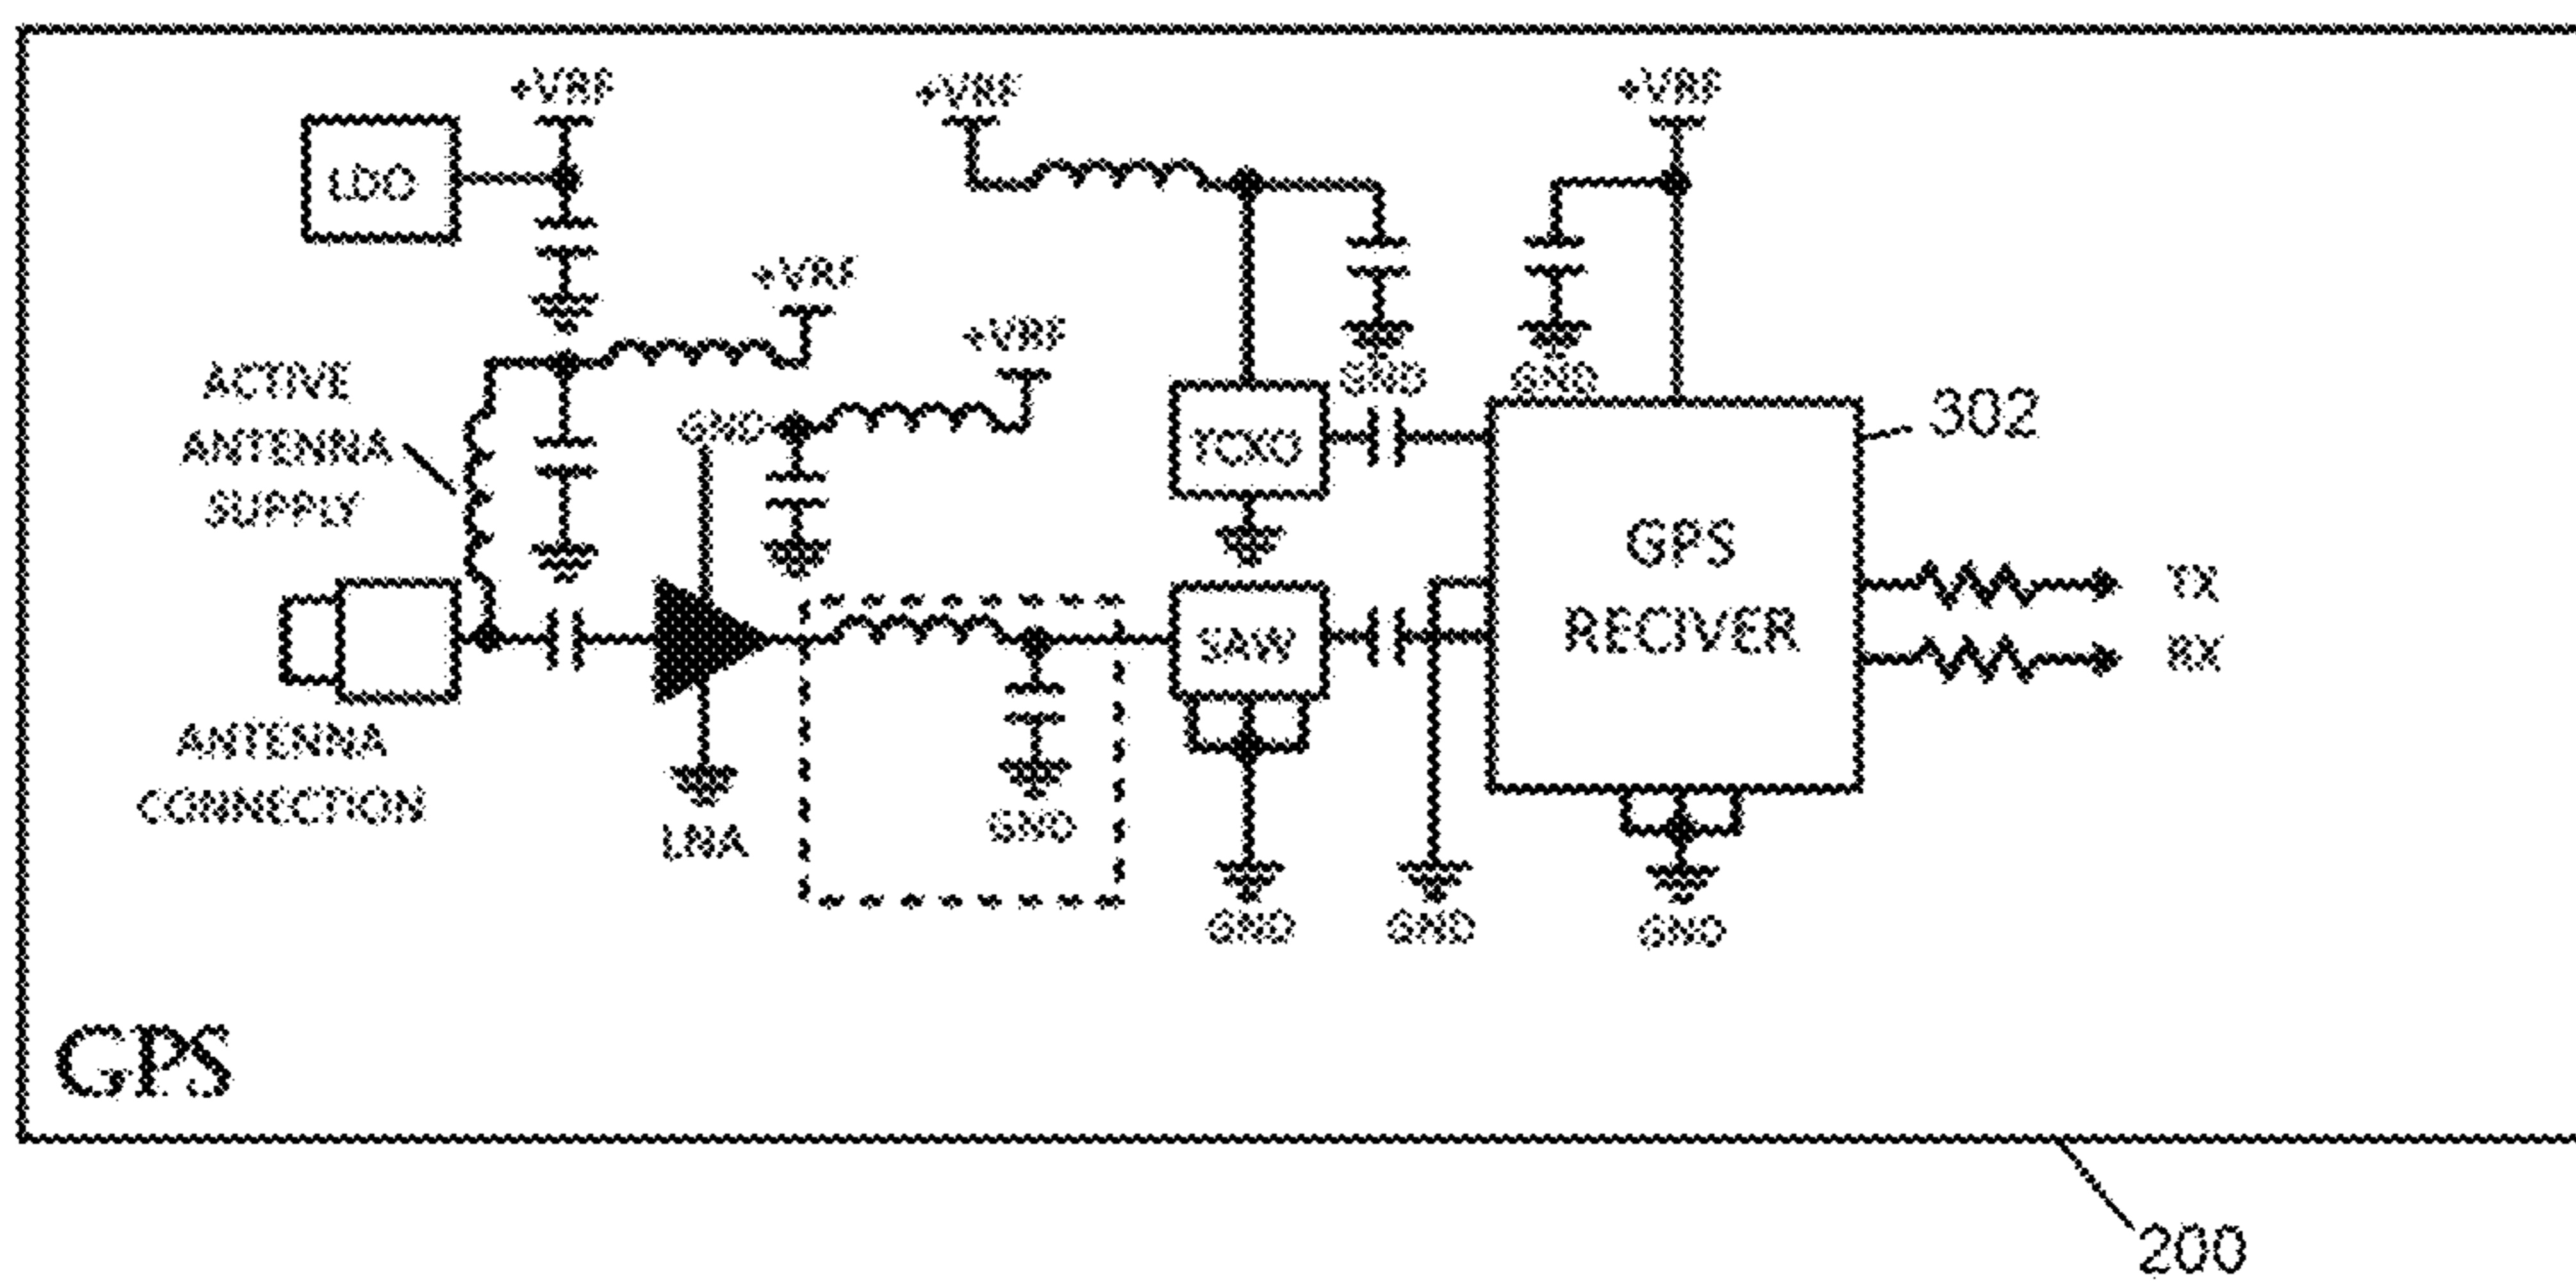 +VRF
+VRF
+VRF
LDO
+VRF
+VRF
ACTIVE
ANTENNA
SUPPLY
GND
GND
GND
302
TCXO
GPS
RECIVER
SAW
TX
RX
ANTENNA
CONNECTION
LNA
GND
GND
GND
GND
GPS
200